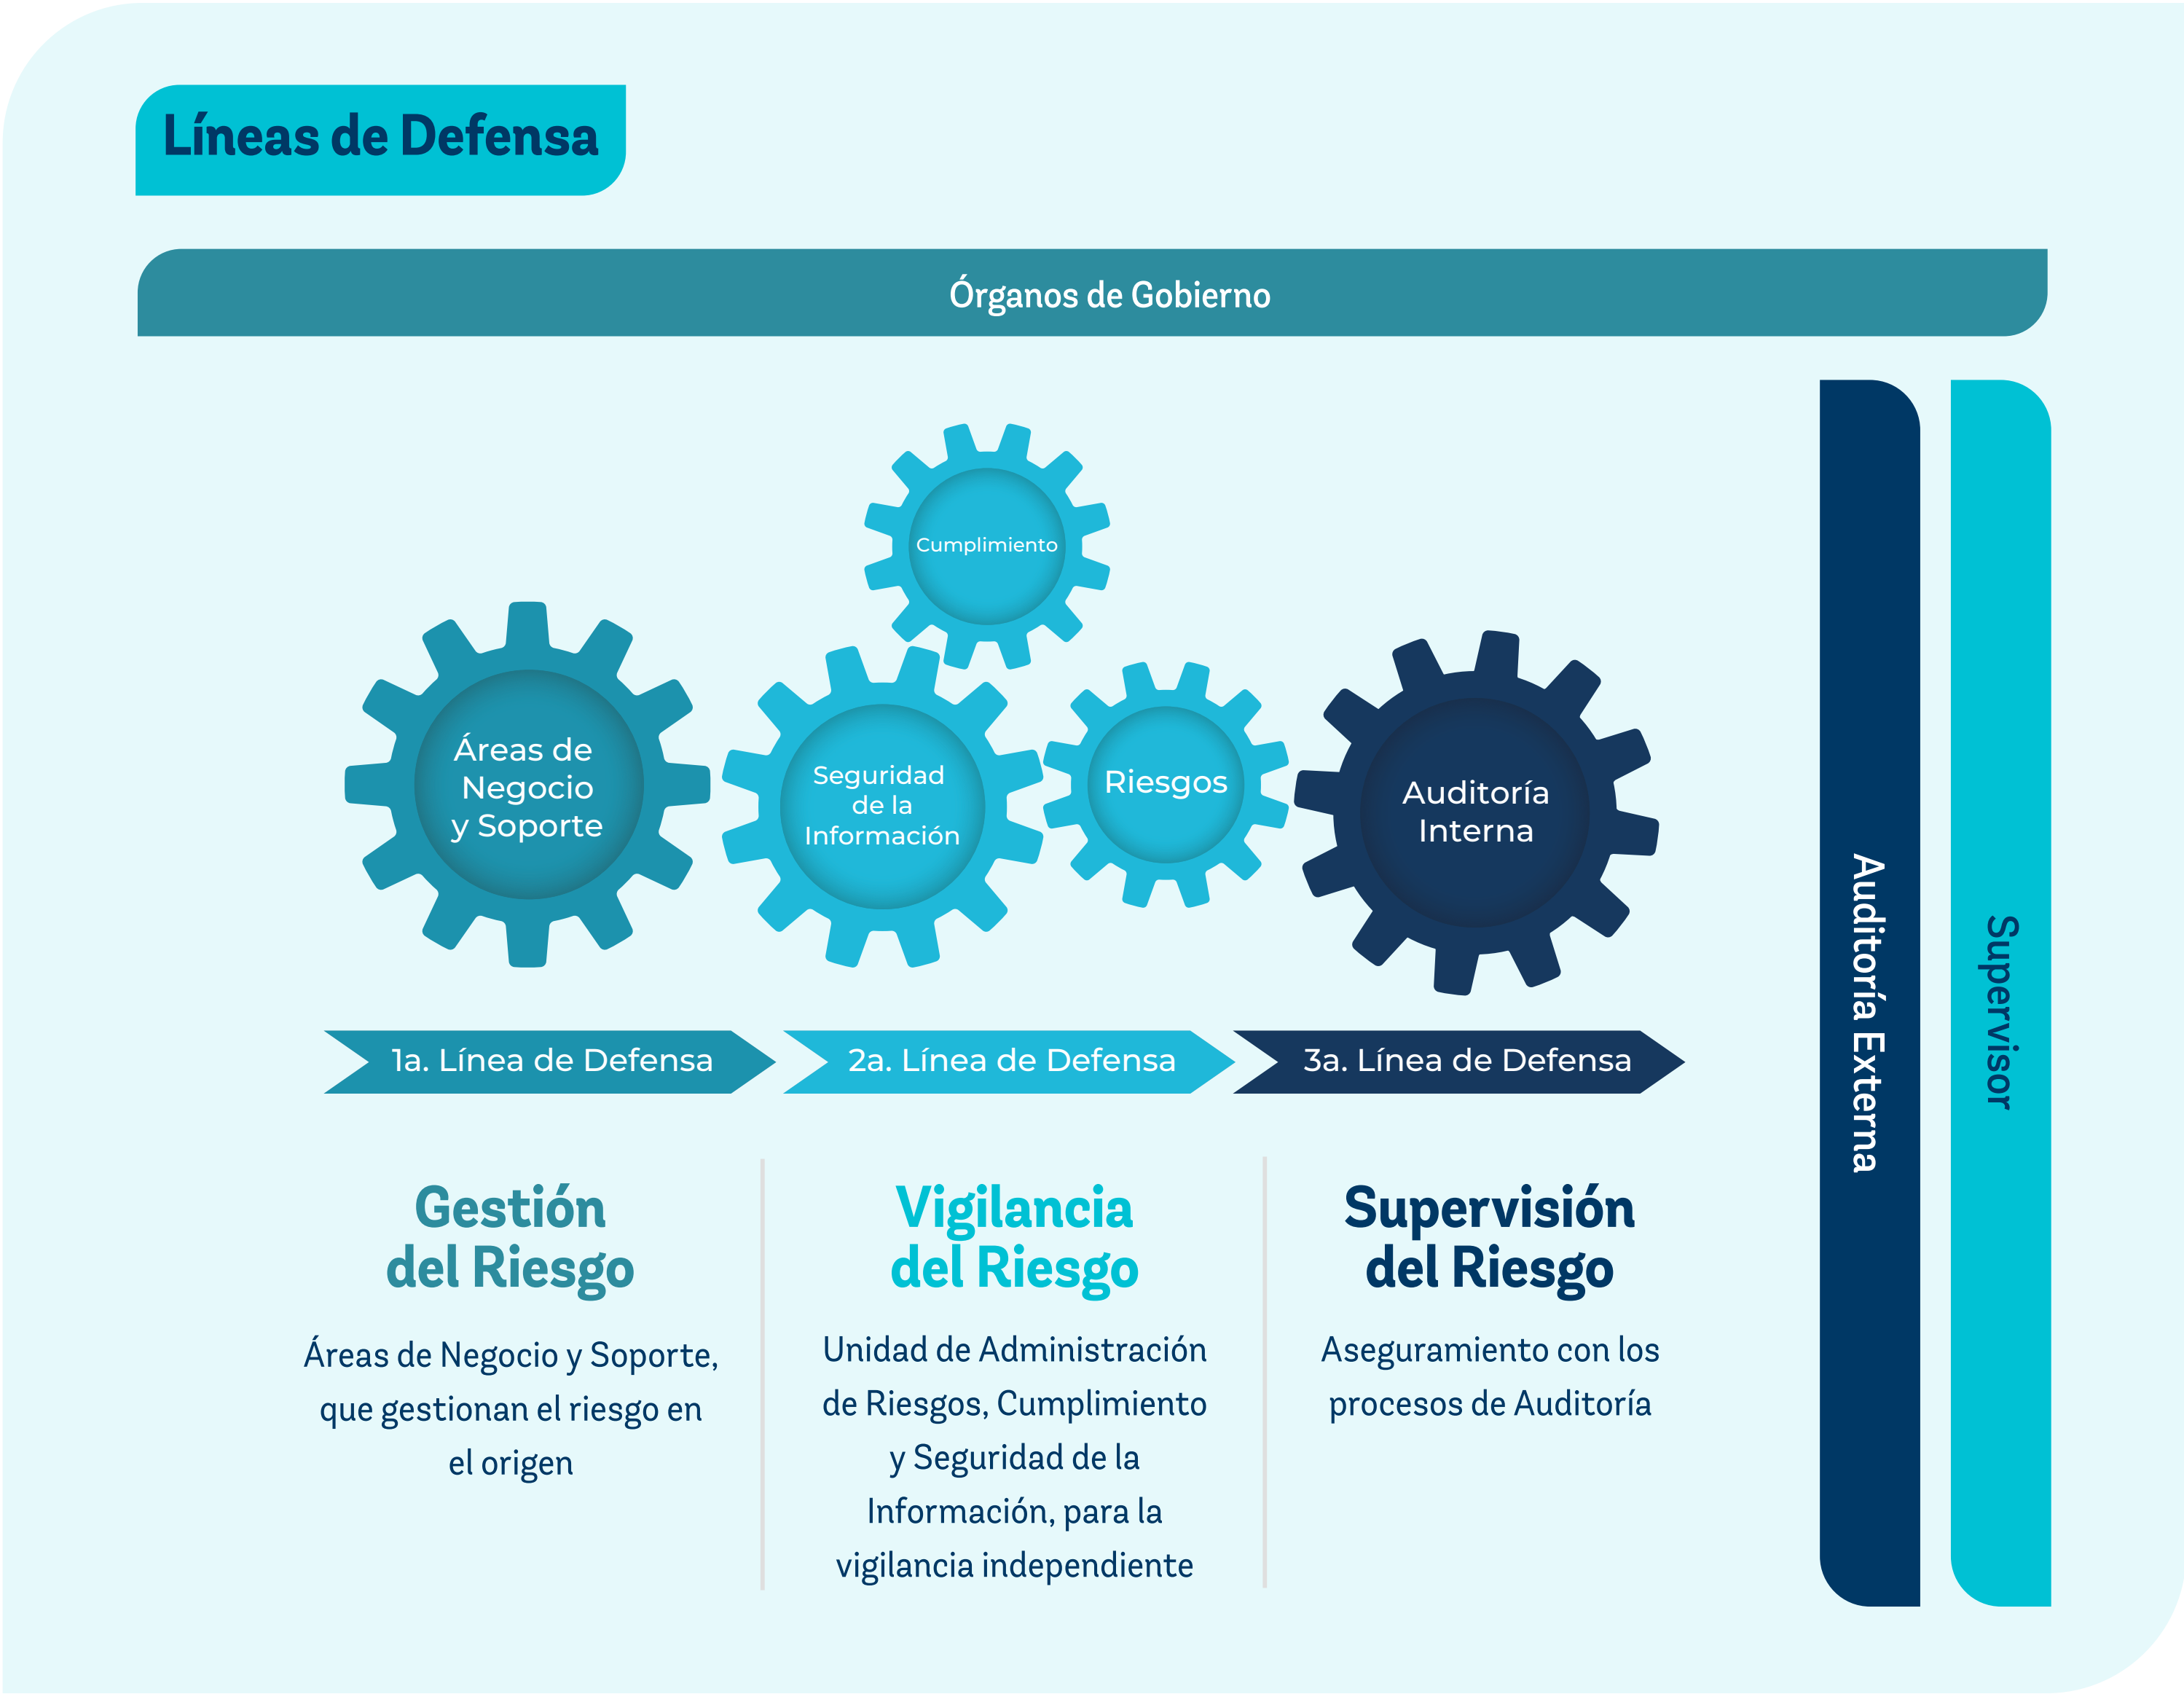 Líneas de Defensa
Órganos de Gobierno
Cumplimiento
Áreas de
Negocio
y Soporte
Seguridad
de la
Información
Riesgos
Auditoría
Interna
1a. Línea de Defensa
2a. Línea de Defensa
3a. Línea de Defensa
Gestión
del Riesgo
Áreas de Negocio y Soporte,
que gestionan el riesgo en
el origen
Vigilancia
del Riesgo
Unidad de Administración
de Riesgos, Cumplimiento
y Seguridad de la
Información, para la
vigilancia independiente
Supervisión
del Riesgo
Aseguramiento con los
procesos de Auditoría
Auditoría Externa
Supervisor